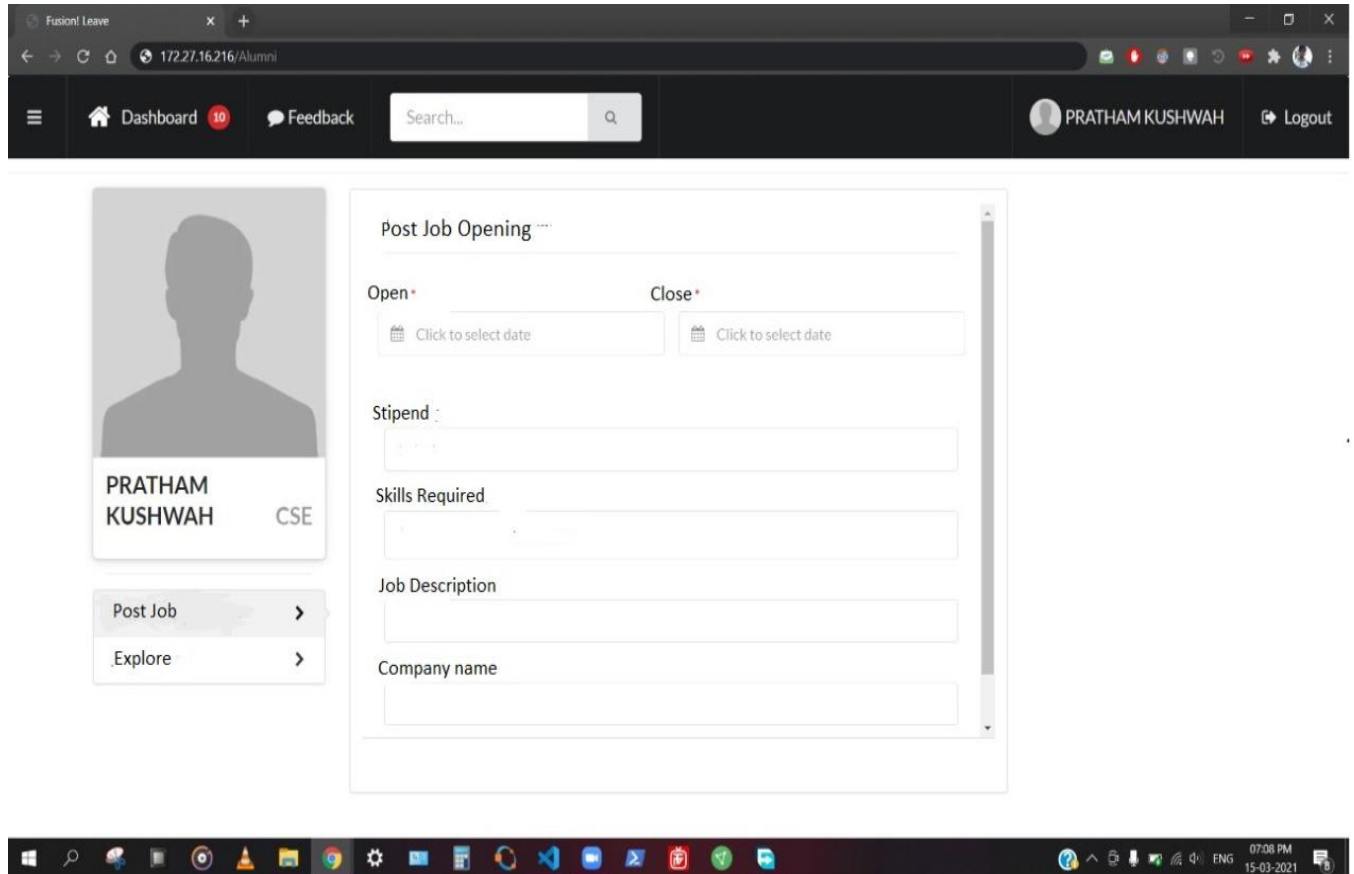 Fusion! Leave
172.27.16.216/Alumni
Dashboard 10 Feedback Search... PRATHAM KUSHWAH Logout
PRATHAM
KUSHWAH CSE
Post Job
Explore
Post Job Opening
Open* Close*
Click to select date Click to select date
Stipend
Skills Required
Job Description
Company name
ENG 07:08 PM
15-03-2021 8